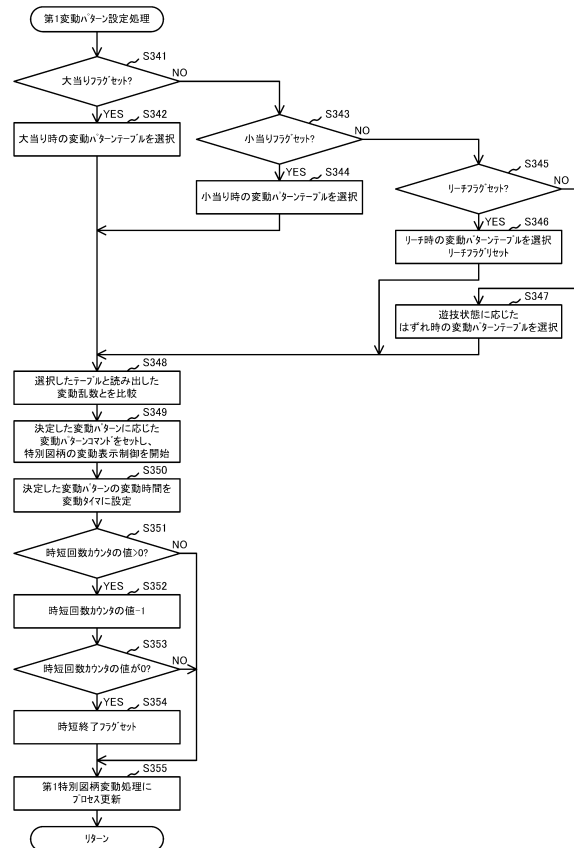 第1変動パターン設定処理
S341
大当りフラグセット?
NO
YES
S342
大当り時の変動パターンテーブルを選択
S343
小当りフラグセット?
NO
YES
S344
小当り時の変動パターンテーブルを選択
S345
リーチフラグセット?
NO
YES
S346
リーチ時の変動パターンテーブルを選択
リーチフラグリセット
S347
遊技状態に応じた
はずれ時の変動パターンテーブルを選択
S348
選択したテーブルと読み出した
変動乱数とを比較
S349
決定した変動パターンに応じた
変動パターンコマンドをセットし、
特別図柄の変動表示制御を開始
S350
決定した変動パターンの変動時間を
変動タイマに設定
S351
時短回数カウンタの値>0?
NO
YES
S352
時短回数カウンタの値-1
S353
時短回数カウンタの値が0?
NO
YES
S354
時短終了フラグセット
S355
第1特別図柄変動処理に
プロセス更新
リターン